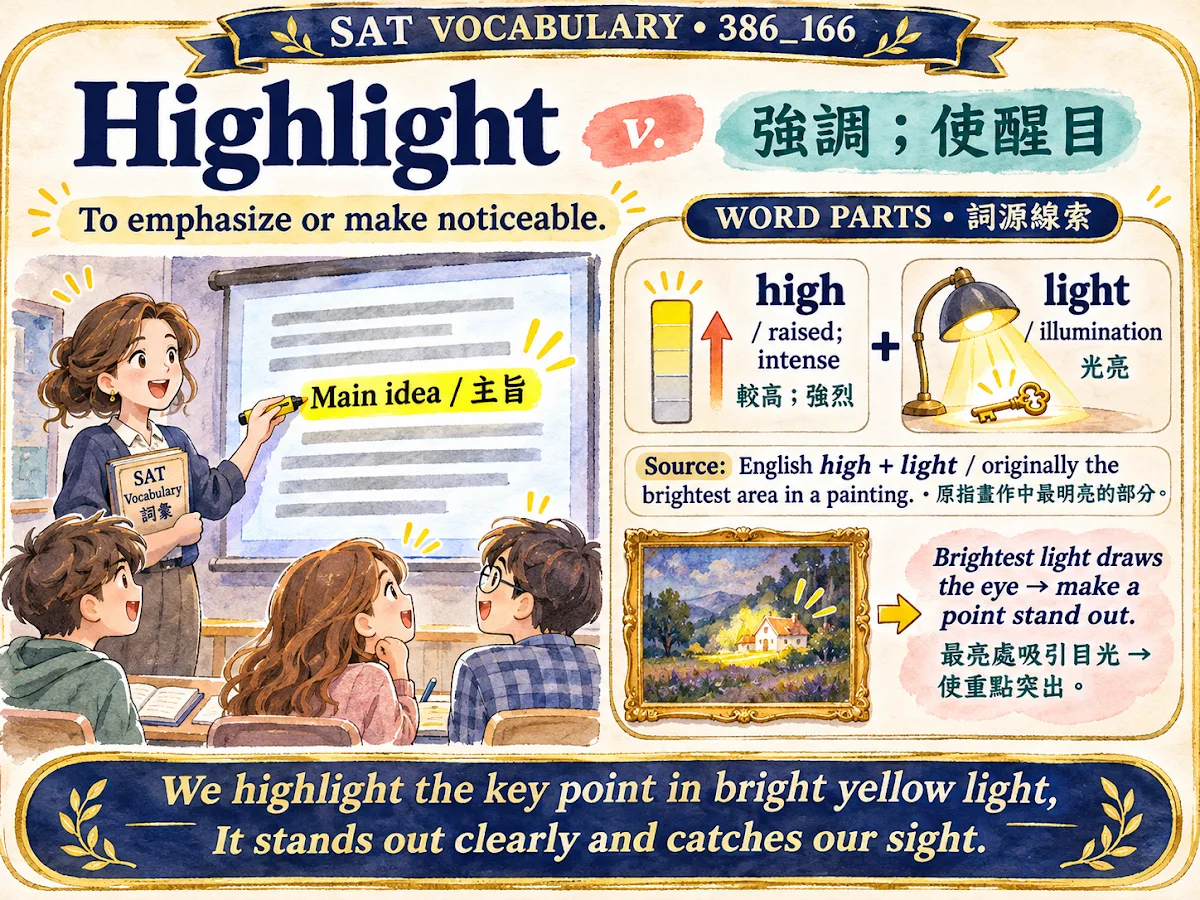 SAT VOCABULARY • 386_166
Highlight v. 強調；使醒目
To emphasize or make noticeable.
Main idea / 主旨
SAT
Vocabulary
詞彙
WORD PARTS • 詞源線索
high
/ raised;
intense
較高；強烈
+
light
/ illumination
光亮
Source: English high + light / originally the
brightest area in a painting. • 原指畫作中最明亮的部分。
Brightest light draws
the eye → make a
point stand out.
最亮處吸引目光 →
使重點突出。
We highlight the key point in bright yellow light,
It stands out clearly and catches our sight.